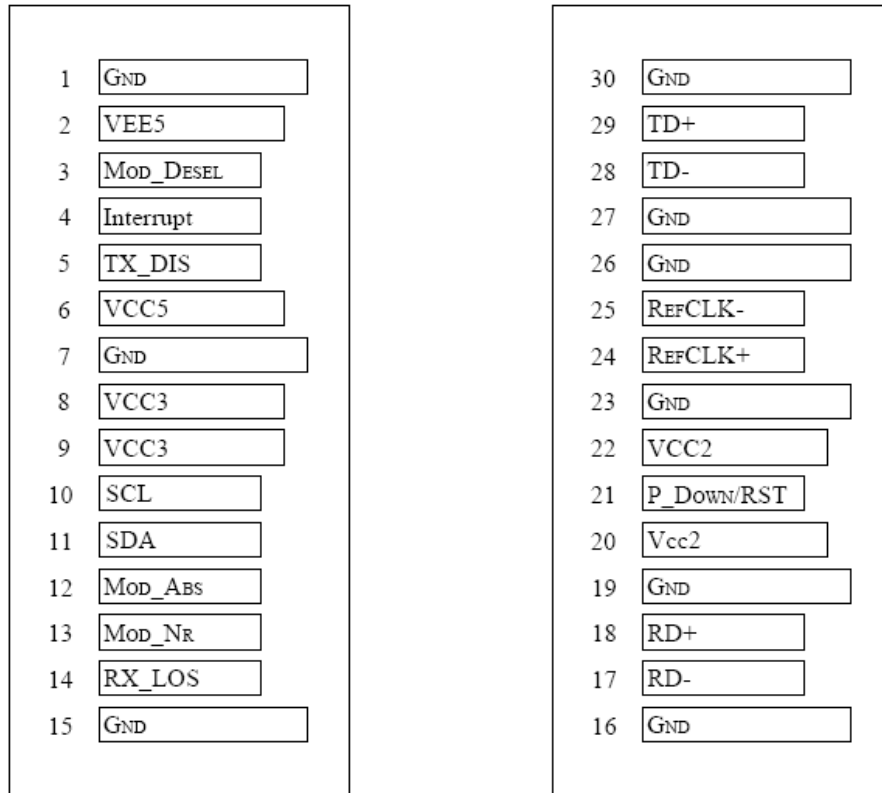 1 GND
2 VEE5
3 MOD_DESEL
4 Interrupt
5 TX_DIS
6 VCC5
7 GND
8 VCC3
9 VCC3
10 SCL
11 SDA
12 MOD_ABS
13 MOD_NR
14 RX_LOS
15 GND
30 GND
29 TD+
28 TD-
27 GND
26 GND
25 REFCLK-
24 REFCLK+
23 GND
22 VCC2
21 P_DOWN/RST
20 Vcc2
19 GND
18 RD+
17 RD-
16 GND